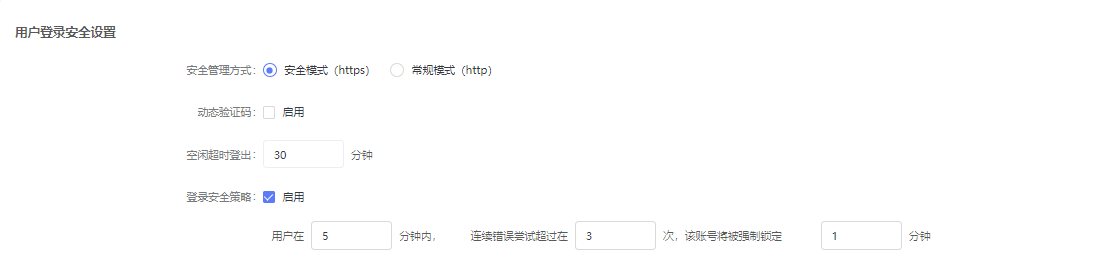 用户登录安全设置
安全管理方式： 安全模式（https） 常规模式（http）
动态验证码： 启用
空闲超时登出： 30 分钟
登录安全策略： 启用
用户在 5 分钟内， 连续错误尝试超过在 3 次，该账号将被强制锁定 1 分钟